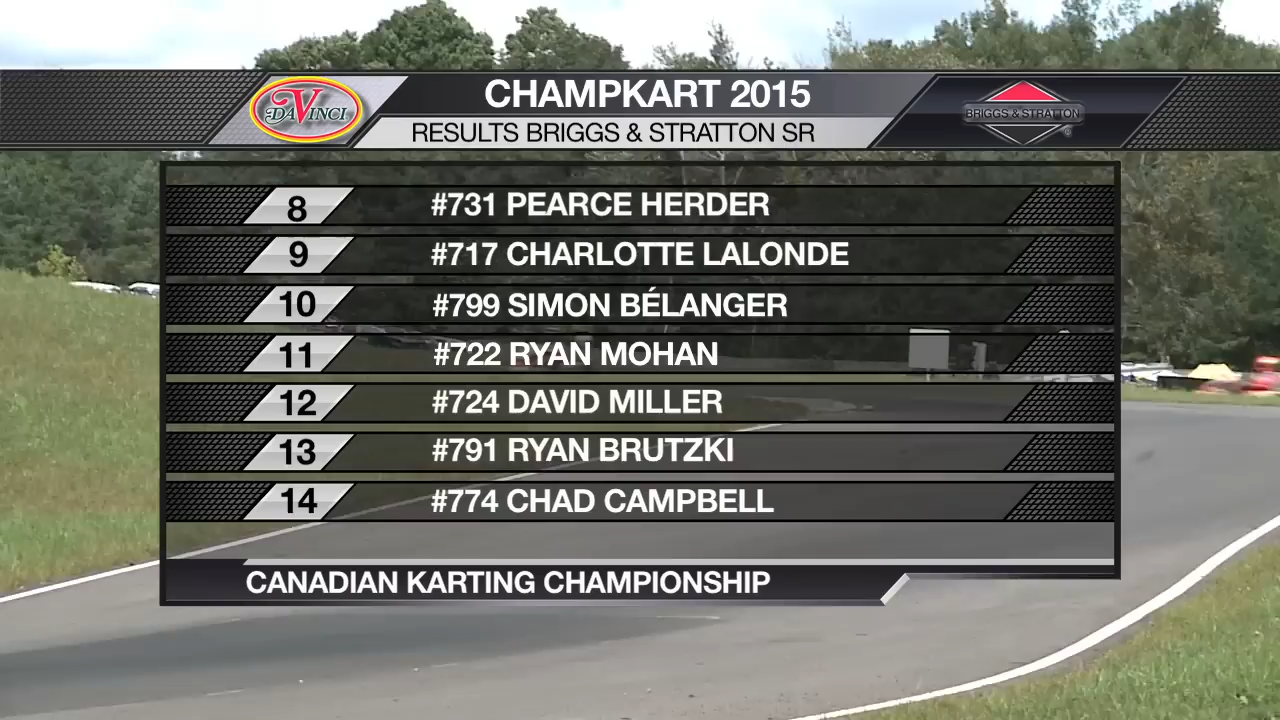 DAVINCI
CHAMPKART 2015
RESULTS BRIGGS & STRATTON SR
BRIGGS & STRATTON
®
8 #731 PEARCE HERDER
9 #717 CHARLOTTE LALONDE
10 #799 SIMON BÉLANGER
11 #722 RYAN MOHAN
12 #724 DAVID MILLER
13 #791 RYAN BRUTZKI
14 #774 CHAD CAMPBELL
CANADIAN KARTING CHAMPIONSHIP